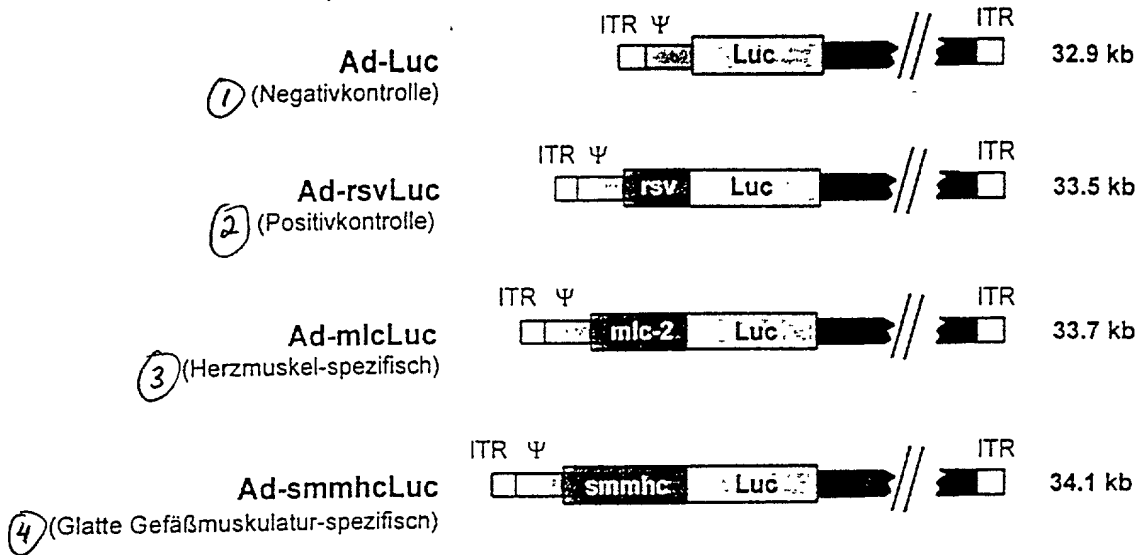 ITR Ψ ITR
Ad-Luc Luc 32.9 kb
1 (Negativkontrolle)
ITR Ψ ITR
Ad-rsvLuc rsv Luc 33.5 kb
2 (Positivkontrolle)
ITR Ψ ITR
Ad-mlcLuc mlc-2 Luc 33.7 kb
3 (Herzmuskel-spezifisch)
ITR Ψ ITR
Ad-smmhcLuc smmhc Luc 34.1 kb
4 (Glatte Gefäßmuskulatur-spezifisch)